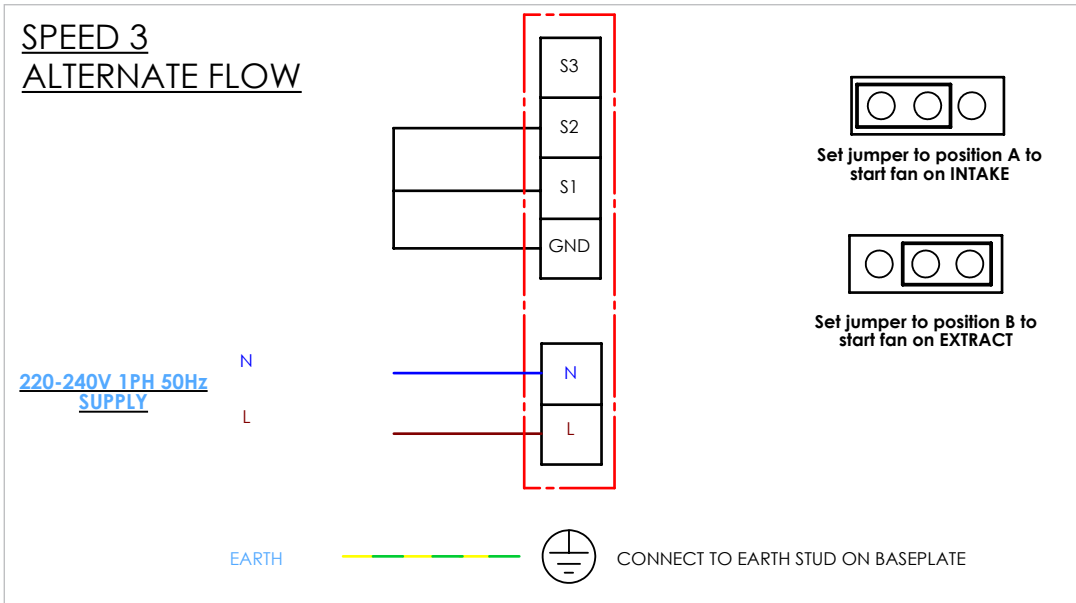 SPEED 3
ALTERNATE FLOW
S3
S2
S1
GND
Set jumper to position A to
start fan on INTAKE
Set jumper to position B to
start fan on EXTRACT
N
220-240V 1PH 50Hz
SUPPLY
L
N
L
EARTH
CONNECT TO EARTH STUD ON BASEPLATE